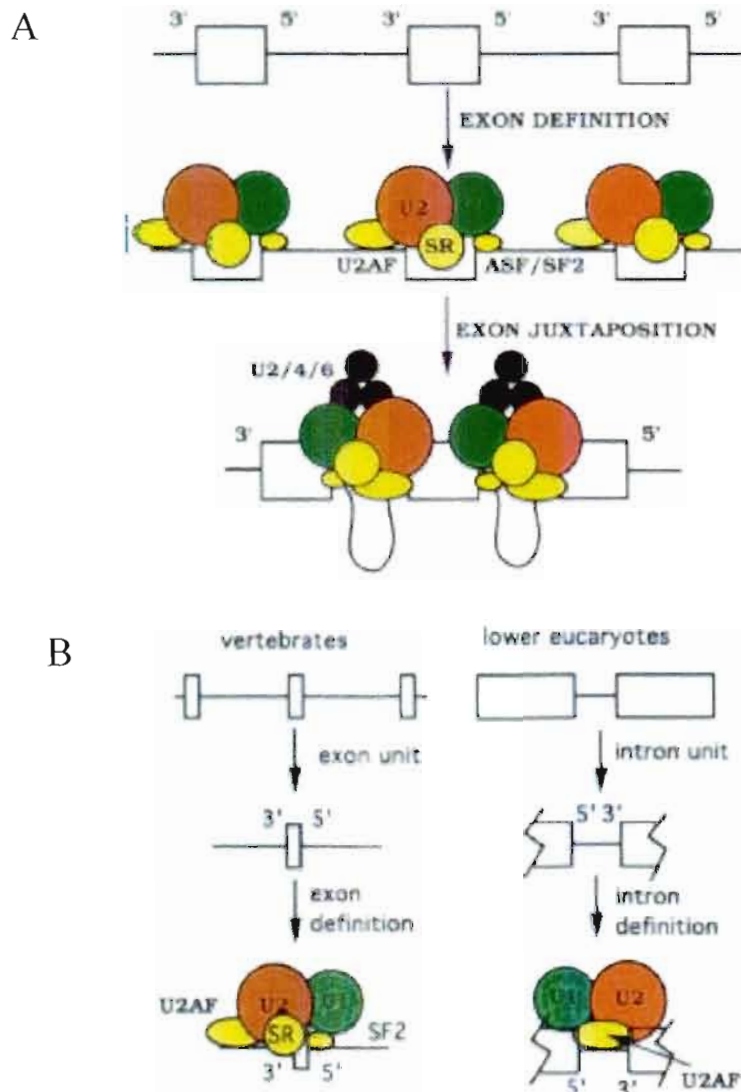 A
3' 5' 3' 5' 3' 5'
EXON DEFINITION
U2
SR
U2AF ASF/SF2
EXON JUXTAPOSITION
U2/4/6
3' 5'
B
vertebrates lower eucaryotes
exon unit intron unit
3' 5' 5' 3'
exon definition intron definition
U2AF U2 U1 SR SF2 U1 U2
3' 5' 5' 3' U2AF